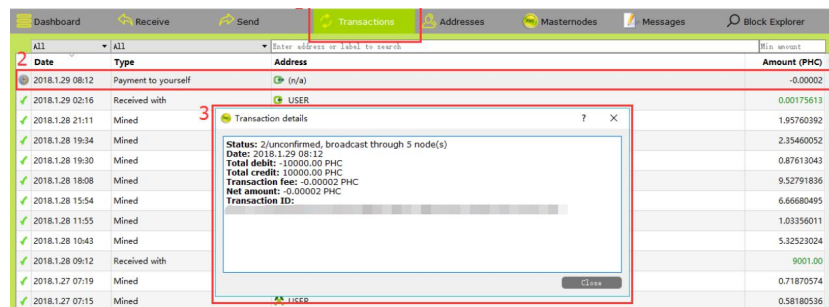 Dashboard Receive Send Transactions Addresses Masternodes Messages Block Explorer
All All Enter address or label to search Min amount
2 Date Type Address Amount (PHC)
2018.1.29 08:12 Payment to yourself (n/a) -0.00002
2018.1.29 02:16 Received with USER 0.00175613
3 Transaction details ? ×
2018.1.28 21:11 Mined 1.95760392
Status: 2/unconfirmed, broadcast through 5 node(s)
2018.1.28 19:34 Mined 2.35460052
Date: 2018.1.29 08:12
Total debit: -10000.00 PHC
2018.1.28 19:30 Mined 0.87613043
Total credit: 10000.00 PHC
Transaction fee: -0.00002 PHC
2018.1.28 18:08 Mined 9.52791836
Net amount: -0.00002 PHC
Transaction ID:
2018.1.28 15:54 Mined 6.66680495
2018.1.28 11:55 Mined 1.03356011
2018.1.28 10:43 Mined 5.32523024
2018.1.28 09:12 Received with 9001.00
Close
2018.1.27 07:19 Mined 0.71870574
2018.1.27 07:15 Mined USER 0.58180536